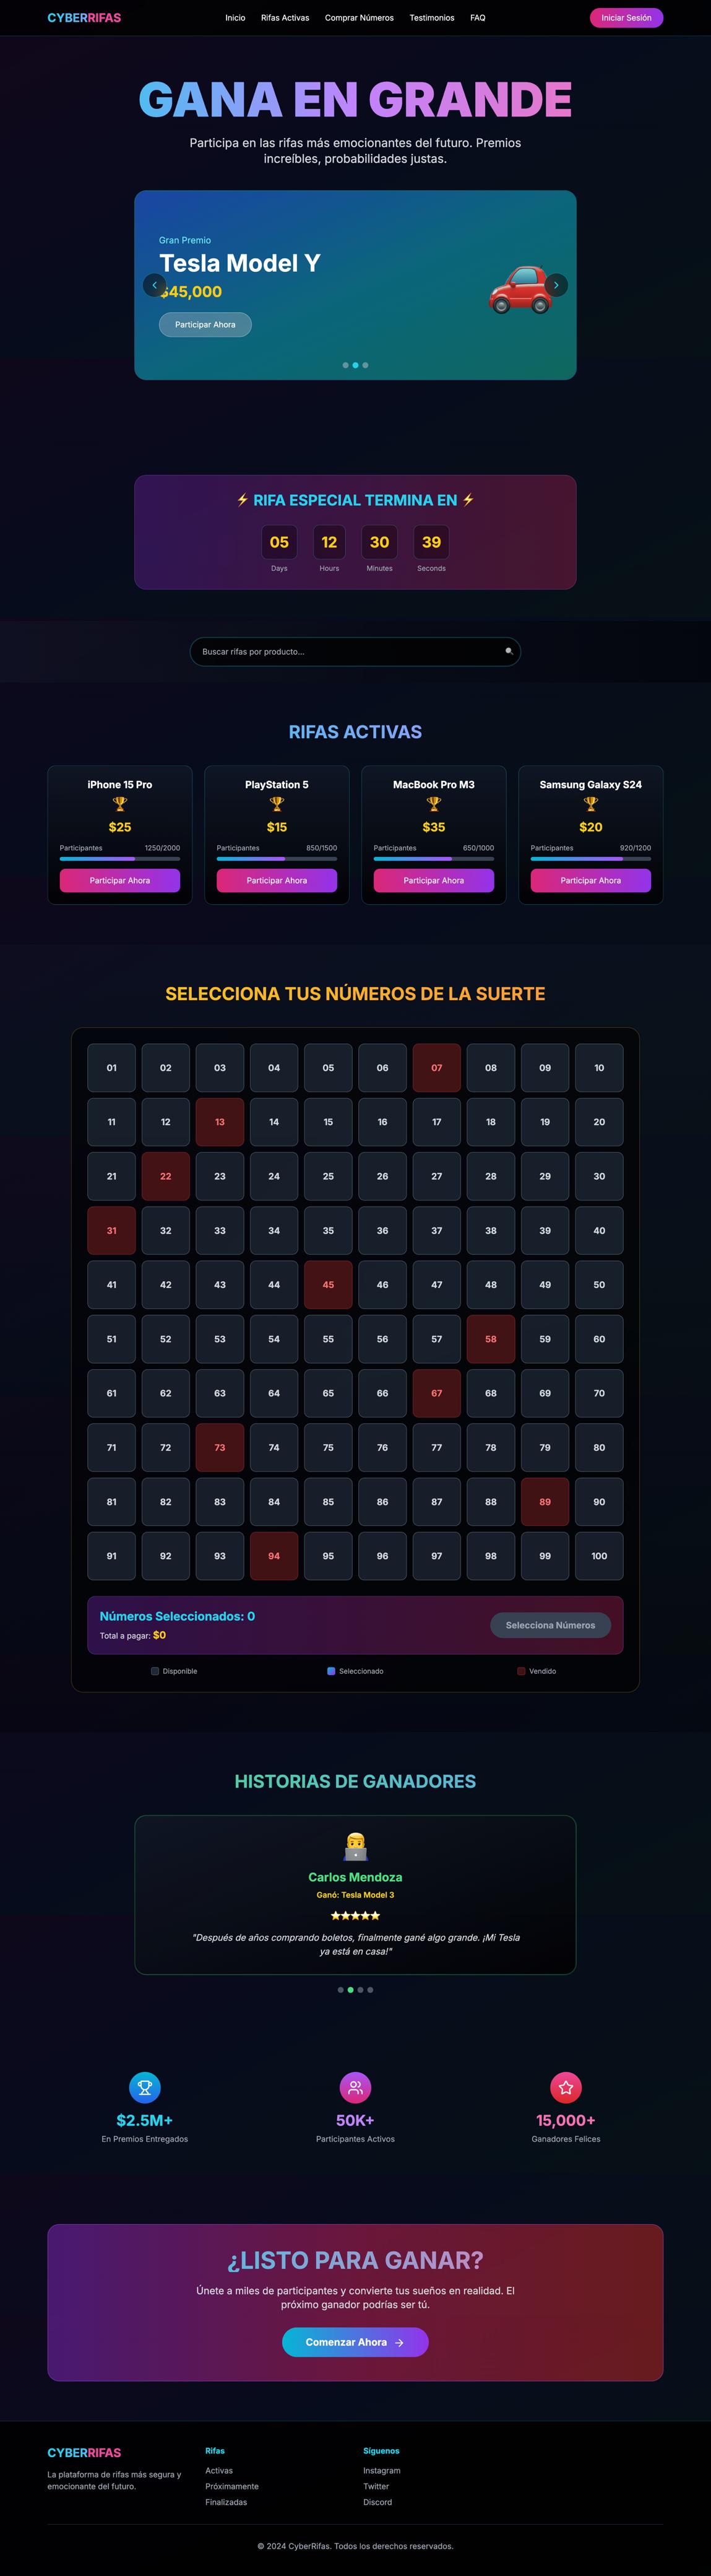 CYBERRIFAS
Inicio
Rifas Activas
Comprar Números
Testimonios
FAQ
Iniciar Sesión
GANA EN GRANDE
Participa en las rifas más emocionantes del futuro. Premios
increíbles, probabilidades justas.
Gran Premio
Tesla Model Y
$45,000
Participar Ahora
⚡ RIFA ESPECIAL TERMINA EN ⚡
05 12 30 39
Days Hours Minutes Seconds
Buscar rifas por producto...
RIFAS ACTIVAS
iPhone 15 Pro
$25
Participantes 1250/2000
Participar Ahora
PlayStation 5
$15
Participantes 850/1500
Participar Ahora
MacBook Pro M3
$35
Participantes 650/1000
Participar Ahora
Samsung Galaxy S24
$20
Participantes 920/1200
Participar Ahora
SELECCIONA TUS NÚMEROS DE LA SUERTE
01 02 03 04 05 06 07 08 09 10
11 12 13 14 15 16 17 18 19 20
21 22 23 24 25 26 27 28 29 30
31 32 33 34 35 36 37 38 39 40
41 42 43 44 45 46 47 48 49 50
51 52 53 54 55 56 57 58 59 60
61 62 63 64 65 66 67 68 69 70
71 72 73 74 75 76 77 78 79 80
81 82 83 84 85 86 87 88 89 90
91 92 93 94 95 96 97 98 99 100
Números Seleccionados: 0
Total a pagar: $0
Selecciona Números
Disponible
Seleccionado
Vendido
HISTORIAS DE GANADORES
Carlos Mendoza
Ganó: Tesla Model 3
"Después de años comprando boletos, finalmente gané algo grande. ¡Mi Tesla
ya está en casa!"
$2.5M+
En Premios Entregados
50K+
Participantes Activos
15,000+
Ganadores Felices
¿LISTO PARA GANAR?
Únete a miles de participantes y convierte tus sueños en realidad. El
próximo ganador podrías ser tú.
Comenzar Ahora
CYBERRIFAS
La plataforma de rifas más segura y
emocionante del futuro.
Rifas
Activas
Próximamente
Finalizadas
Síguenos
Instagram
Twitter
Discord
© 2024 CyberRifas. Todos los derechos reservados.